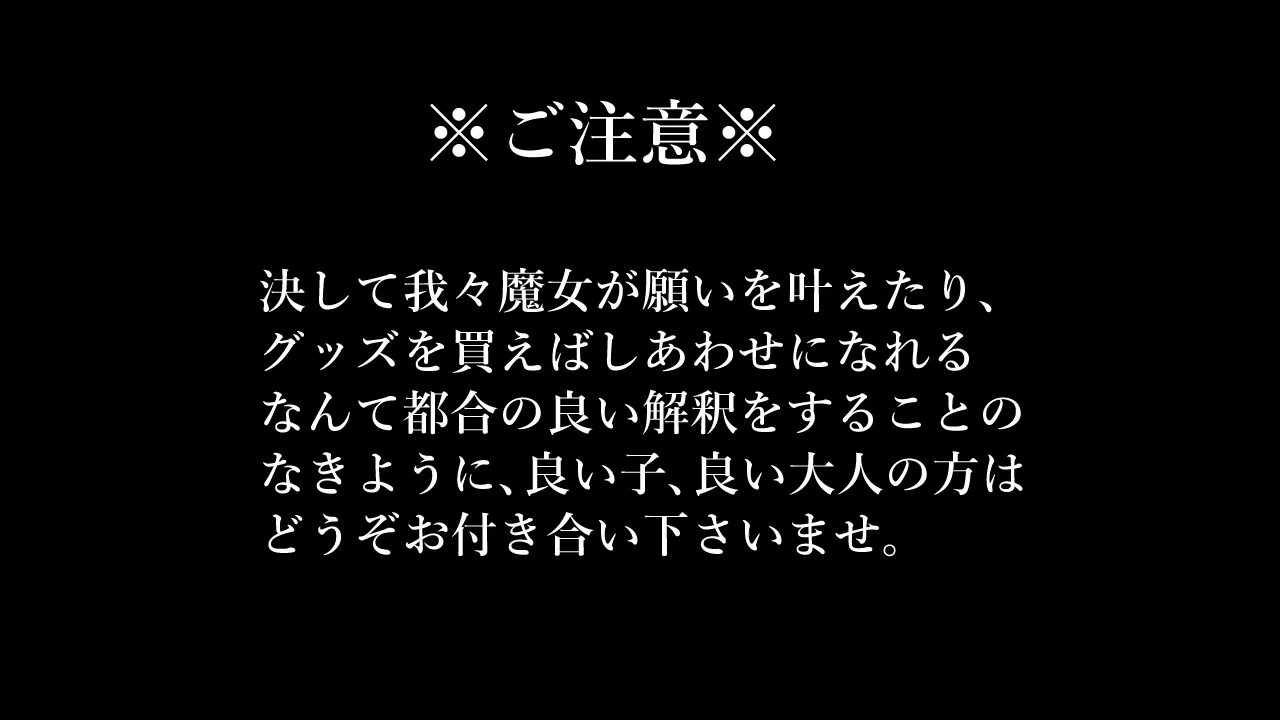 ※ご注意※
決して我々魔女が願いを叶えたり、
グッズを買えばしあわせになれる
なんて都合の良い解釈をすることの
なきように、良い子、良い大人の方は
どうぞお付き合い下さいませ。